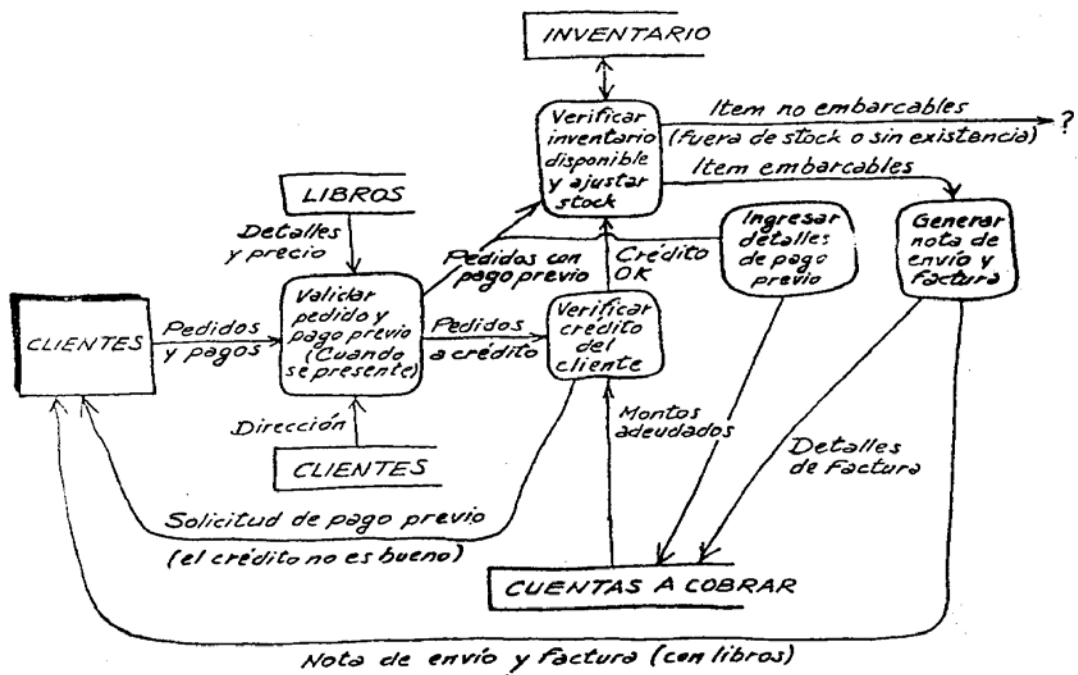 INVENTARIO
Verificar
inventario
disponible
y ajustar
stock
Item no embarcables
(fuera de stock o sin existancia)
?
Item embarcables
LIBROS
Detalles
y precio
Pedidos con
pago previo
Crédito
OK
Ingresar
detalles
de pago
previo
Generar
nota de
envío y
factura
CLIENTES
Pedidos
y pagos
Validar
pedido y
pago previo
(Cuando
se presente)
Pedidos
a crédito
Verificar
crédito
del
cliente
Dirección
CLIENTES
Montos
adeudados
Detalles
de Factura
Solicitud de pago previo
(el crédito no es bueno)
CUENTAS A COBRAR
Nota de envío y factura (con libros)